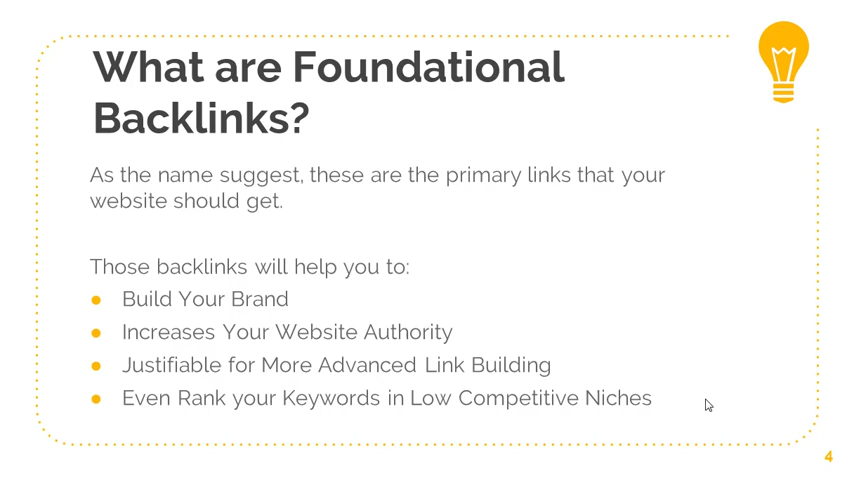 What are Foundational
Backlinks?
As the name suggest, these are the primary links that your
website should get.
Those backlinks will help you to:
● Build Your Brand
● Increases Your Website Authority
● Justifiable for More Advanced Link Building
● Even Rank your Keywords in Low Competitive Niches
4